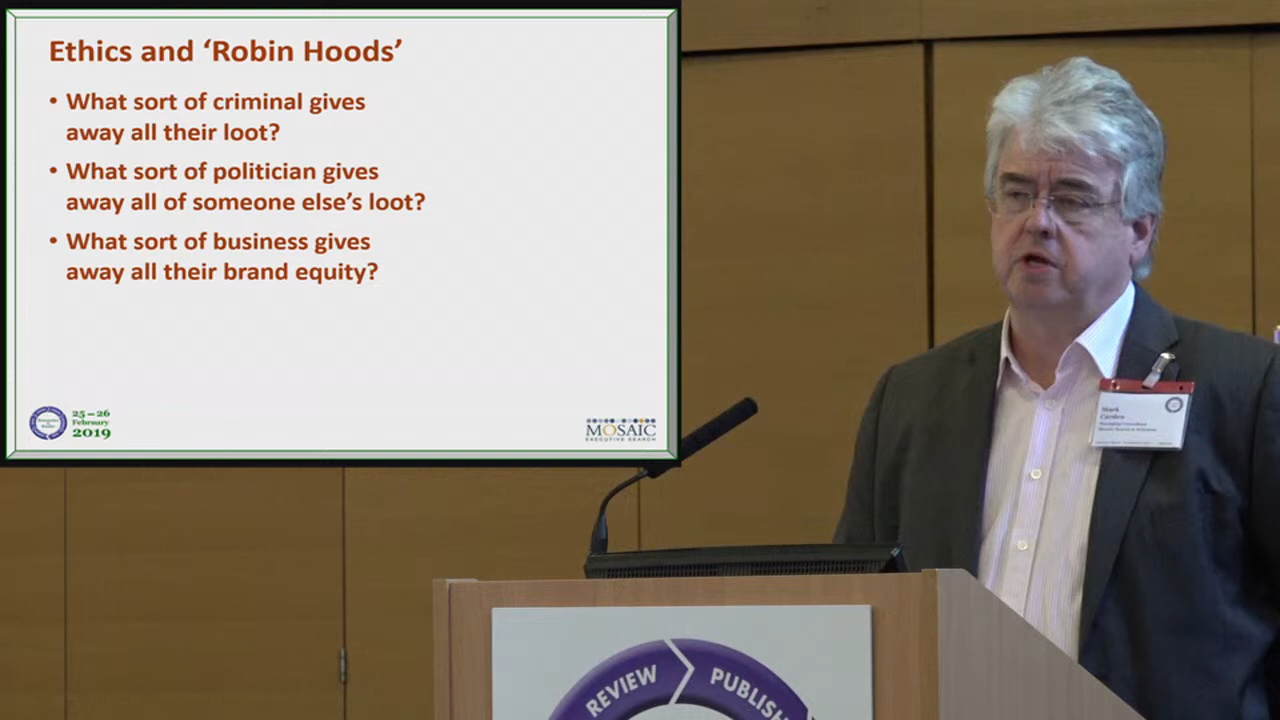 Ethics and ‘Robin Hoods’
• What sort of criminal gives
away all their loot?
• What sort of politician gives
away all of someone else’s loot?
• What sort of business gives
away all their brand equity?
25 – 26
February
2019
MOSAIC
EXECUTIVE SEARCH
Mark
Carden
REVIEW
PUBLISH